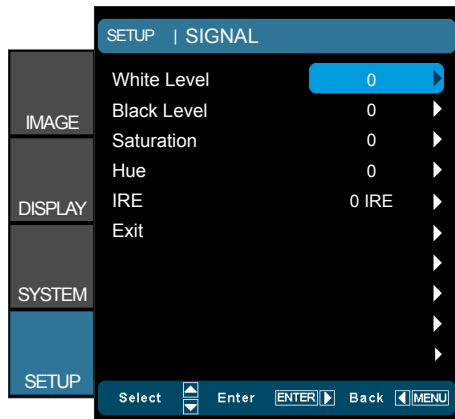 SETUP | SIGNAL
White Level 0
Black Level 0
Saturation 0
Hue 0
IRE 0 IRE
Exit
IMAGE
DISPLAY
SYSTEM
SETUP
Select Enter ENTER Back MENU